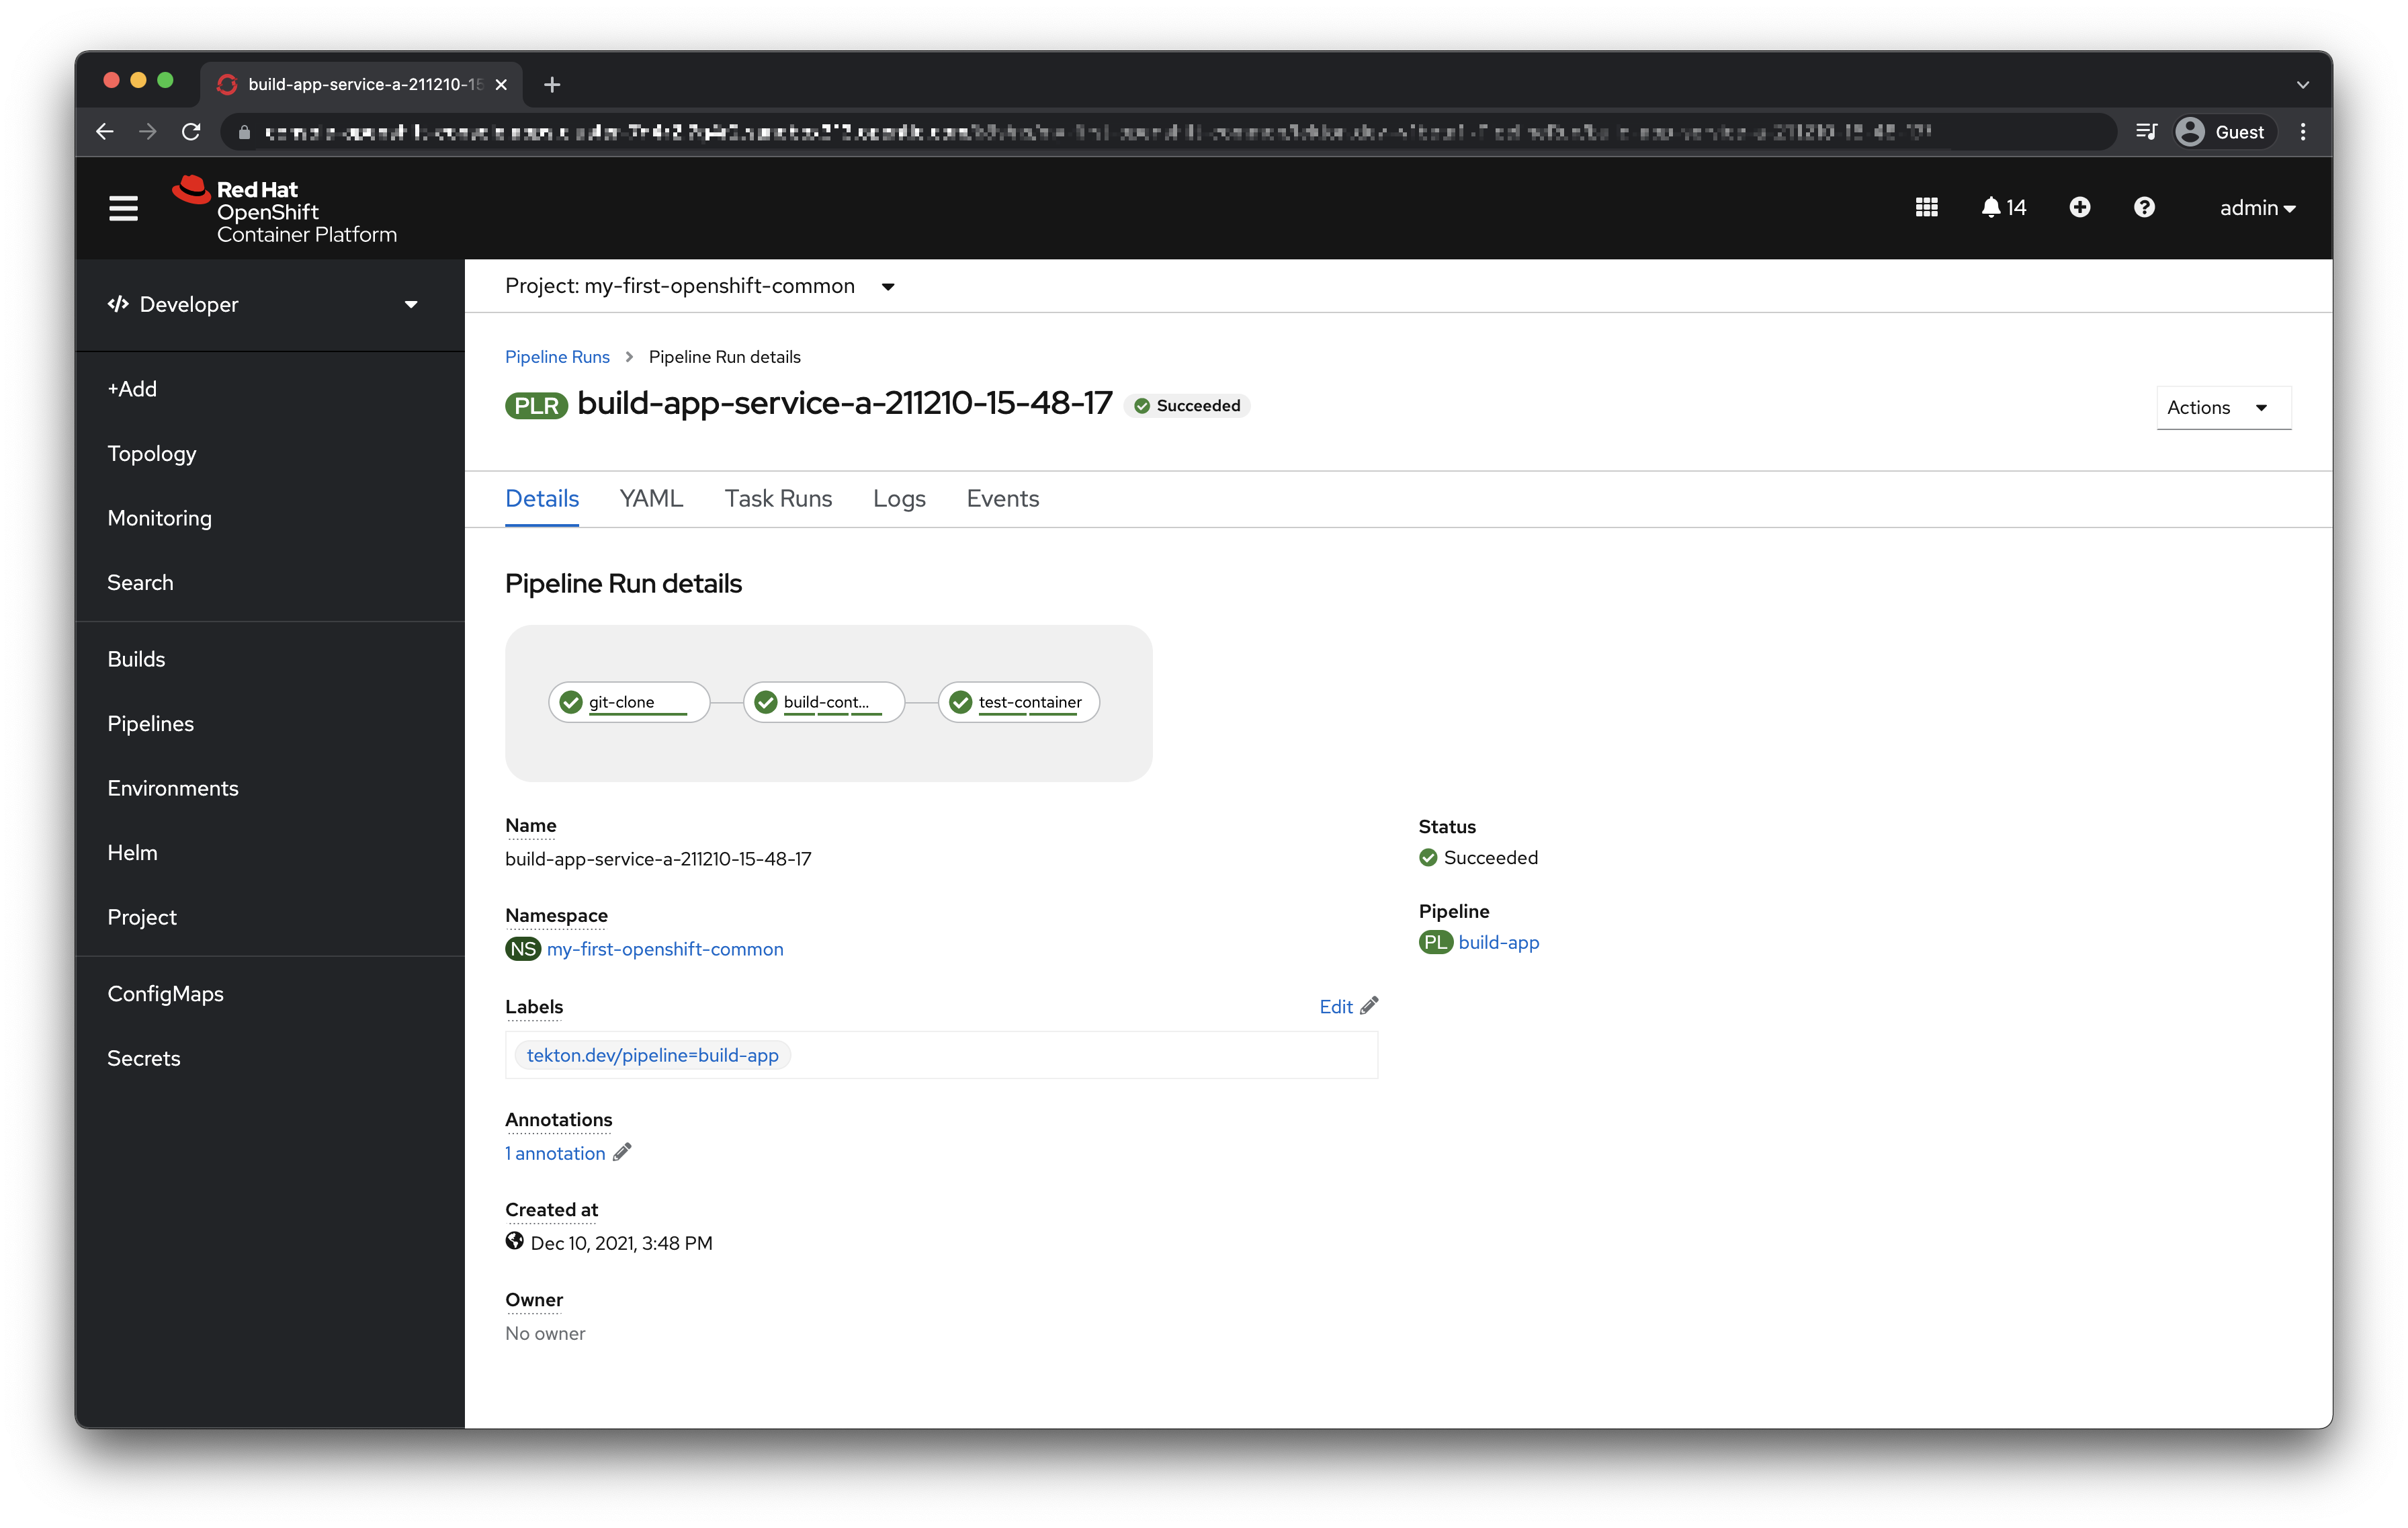 build-app-service-a-211210-15
Guest
Red Hat
OpenShift
Container Platform
14
admin
Developer
+Add
Topology
Monitoring
Search
Builds
Pipelines
Environments
Helm
Project
ConfigMaps
Secrets
Project: my-first-openshift-common
Pipeline Runs > Pipeline Run details
PLR build-app-service-a-211210-15-48-17 Succeeded
Actions
Details YAML Task Runs Logs Events
Pipeline Run details
git-clone build-cont... test-container
Name
build-app-service-a-211210-15-48-17
Namespace
NS my-first-openshift-common
Labels Edit
tekton.dev/pipeline=build-app
Annotations
1 annotation
Created at
Dec 10, 2021, 3:48 PM
Owner
No owner
Status
Succeeded
Pipeline
PL build-app